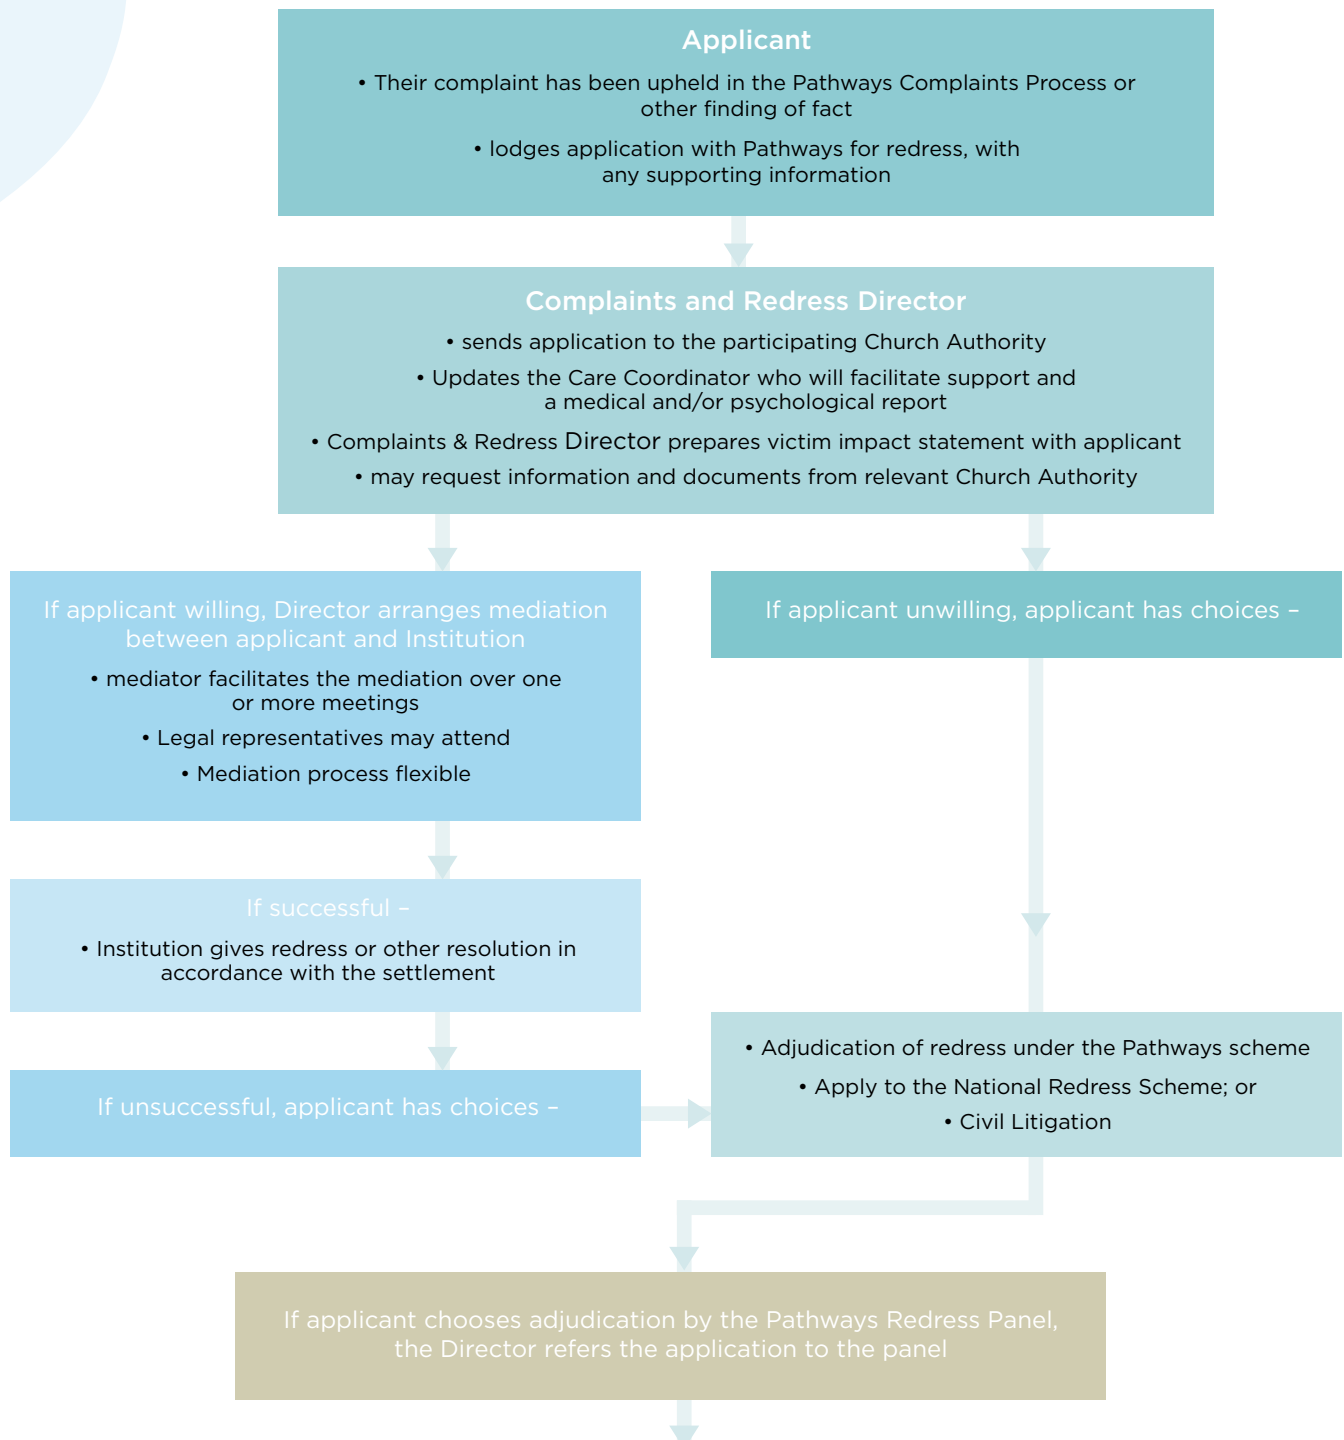 Applicant
• Their complaint has been upheld in the Pathways Complaints Process or
other finding of fact
• lodges application with Pathways for redress, with
any supporting information
Complaints and Redress Director
• sends application to the participating Church Authority
• Updates the Care Coordinator who will facilitate support and
a medical and/or psychological report
• Complaints & Redress Director prepares victim impact statement with applicant
• may request information and documents from relevant Church Authority
If applicant willing, Director arranges mediation
between applicant and Institution
• mediator facilitates the mediation over one
or more meetings
• Legal representatives may attend
• Mediation process flexible
If applicant unwilling, applicant has choices –
If successful –
• Institution gives redress or other resolution in
accordance with the settlement
If unsuccessful, applicant has choices –
• Adjudication of redress under the Pathways scheme
• Apply to the National Redress Scheme; or
• Civil Litigation
If applicant chooses adjudication by the Pathways Redress Panel,
the Director refers the application to the panel